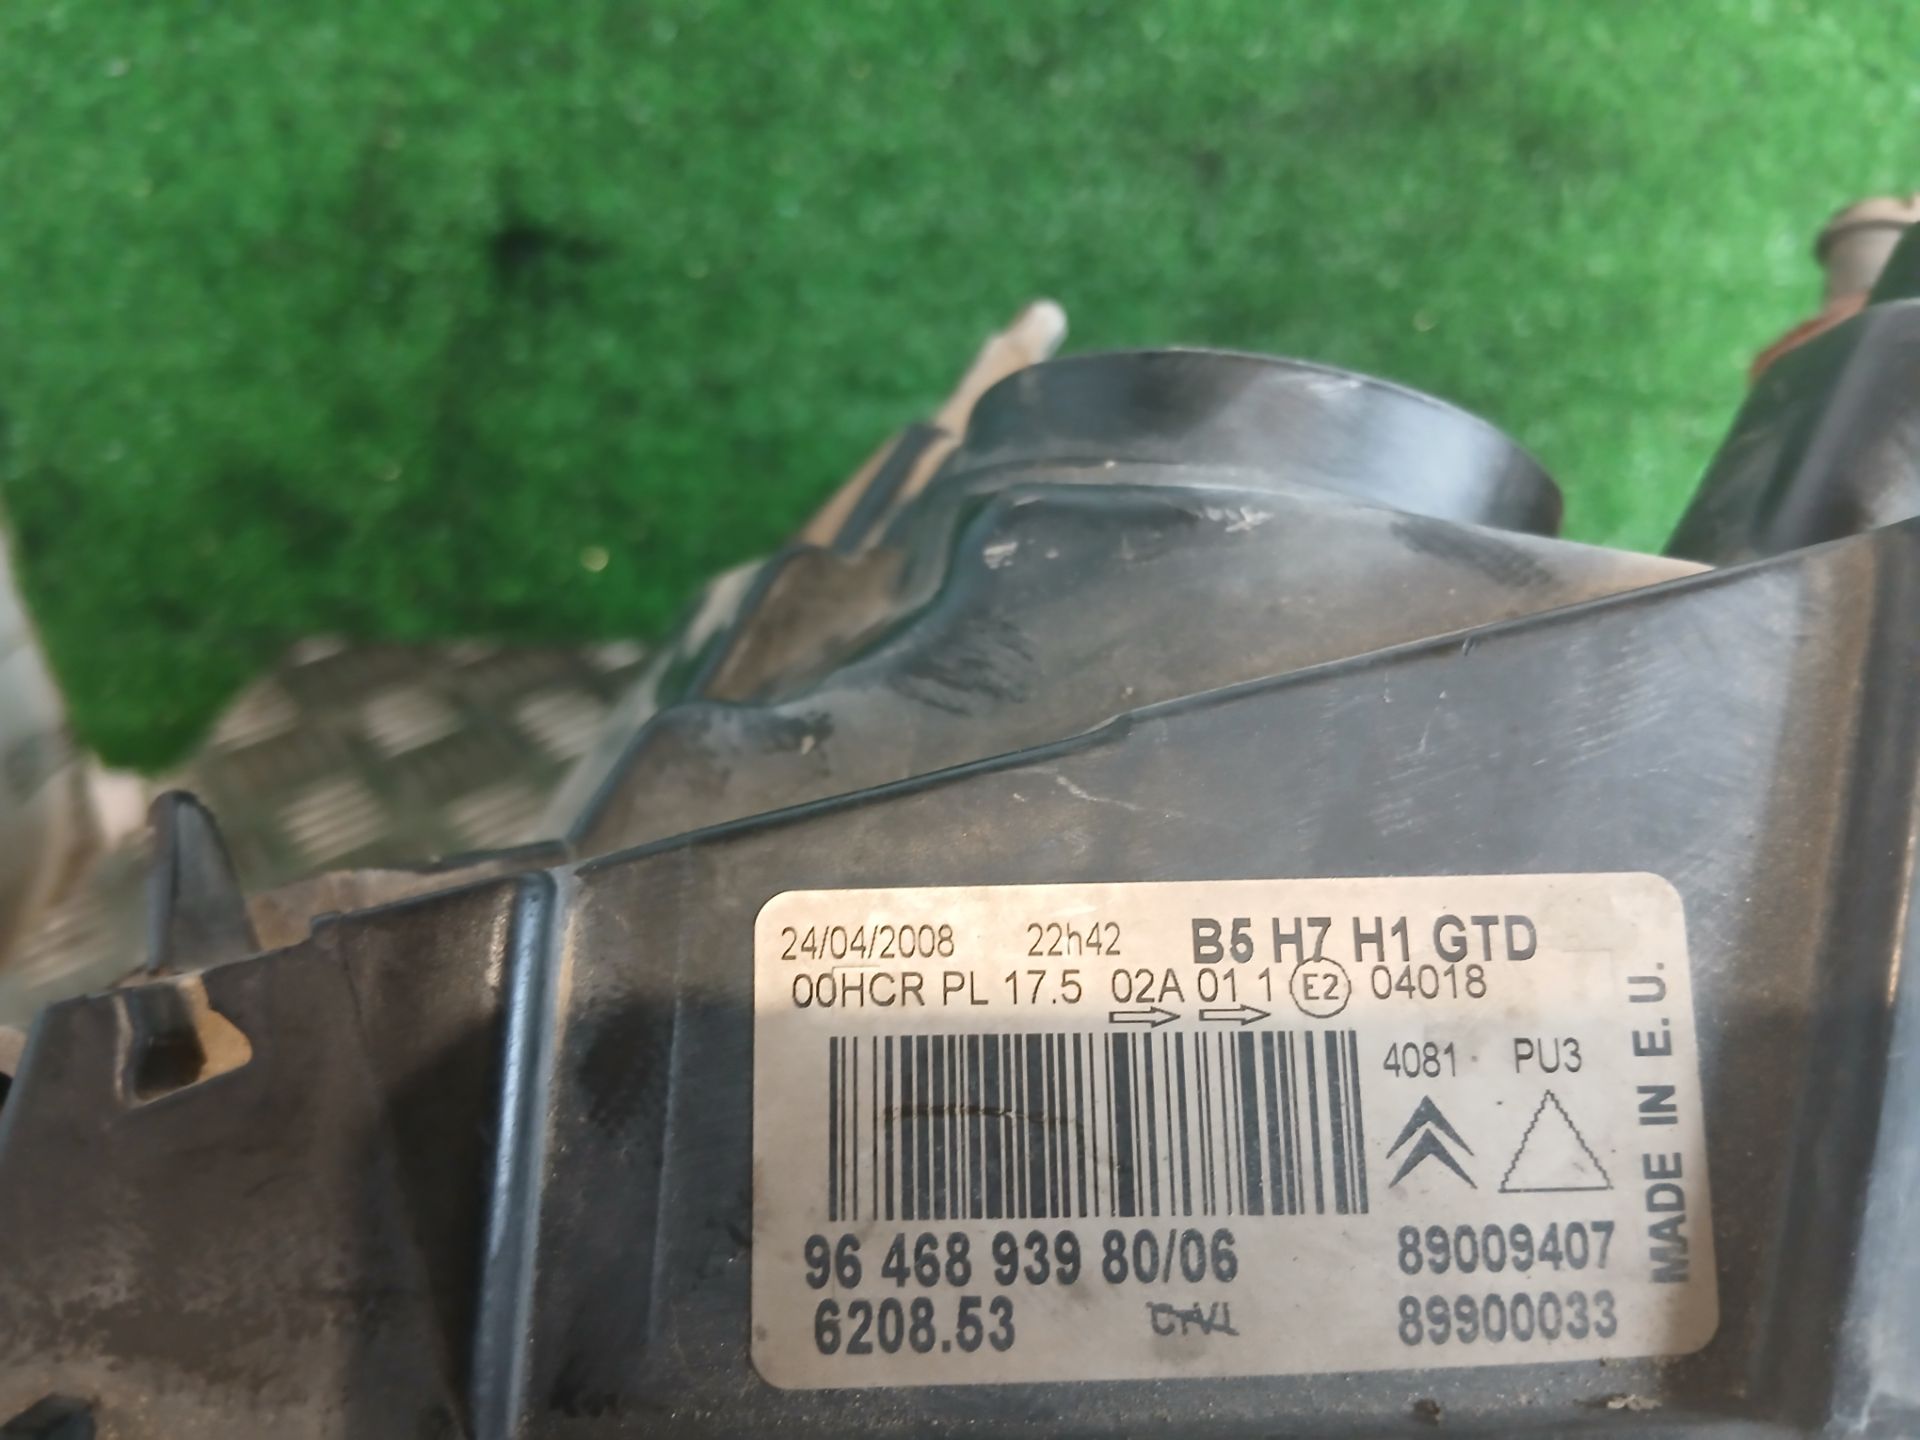 24/04/2008 22h42 B5 H7 H1 GTD
00HCR PL 17.5 02A 01 1 E2 04018
4081 PU3
96 468 939 80/06 89009407
6208.53 89900033
MADE IN E.U.